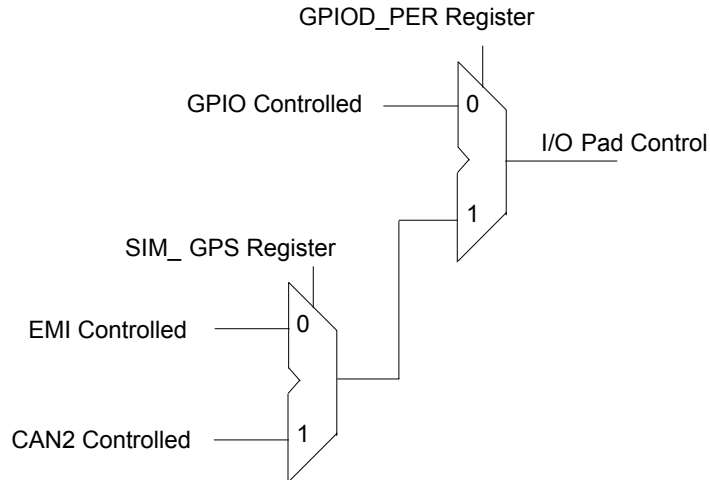 GPIOD_PER Register
GPIO Controlled
0
I/O Pad Control
1
SIM_ GPS Register
EMI Controlled
0
CAN2 Controlled
1